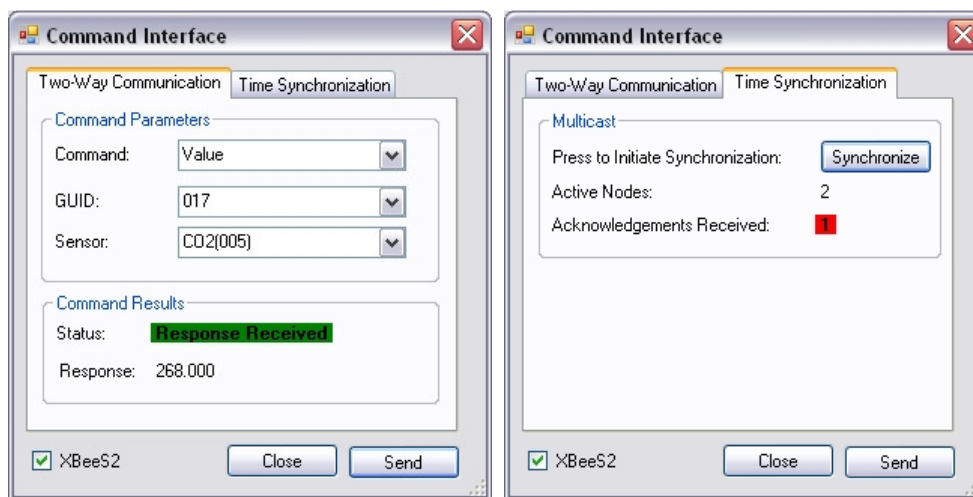 Command Interface
Two-Way Communication Time Synchronization
Command Parameters
Command: Value
GUID: 017
Sensor: CO2(005)
Command Results
Status: Response Received
Response: 268.000
XBeeS2 Close Send
Command Interface
Two-Way Communication Time Synchronization
Multicast
Press to Initiate Synchronization: Synchronize
Active Nodes: 2
Acknowledgements Received: 1
XBeeS2 Close Send